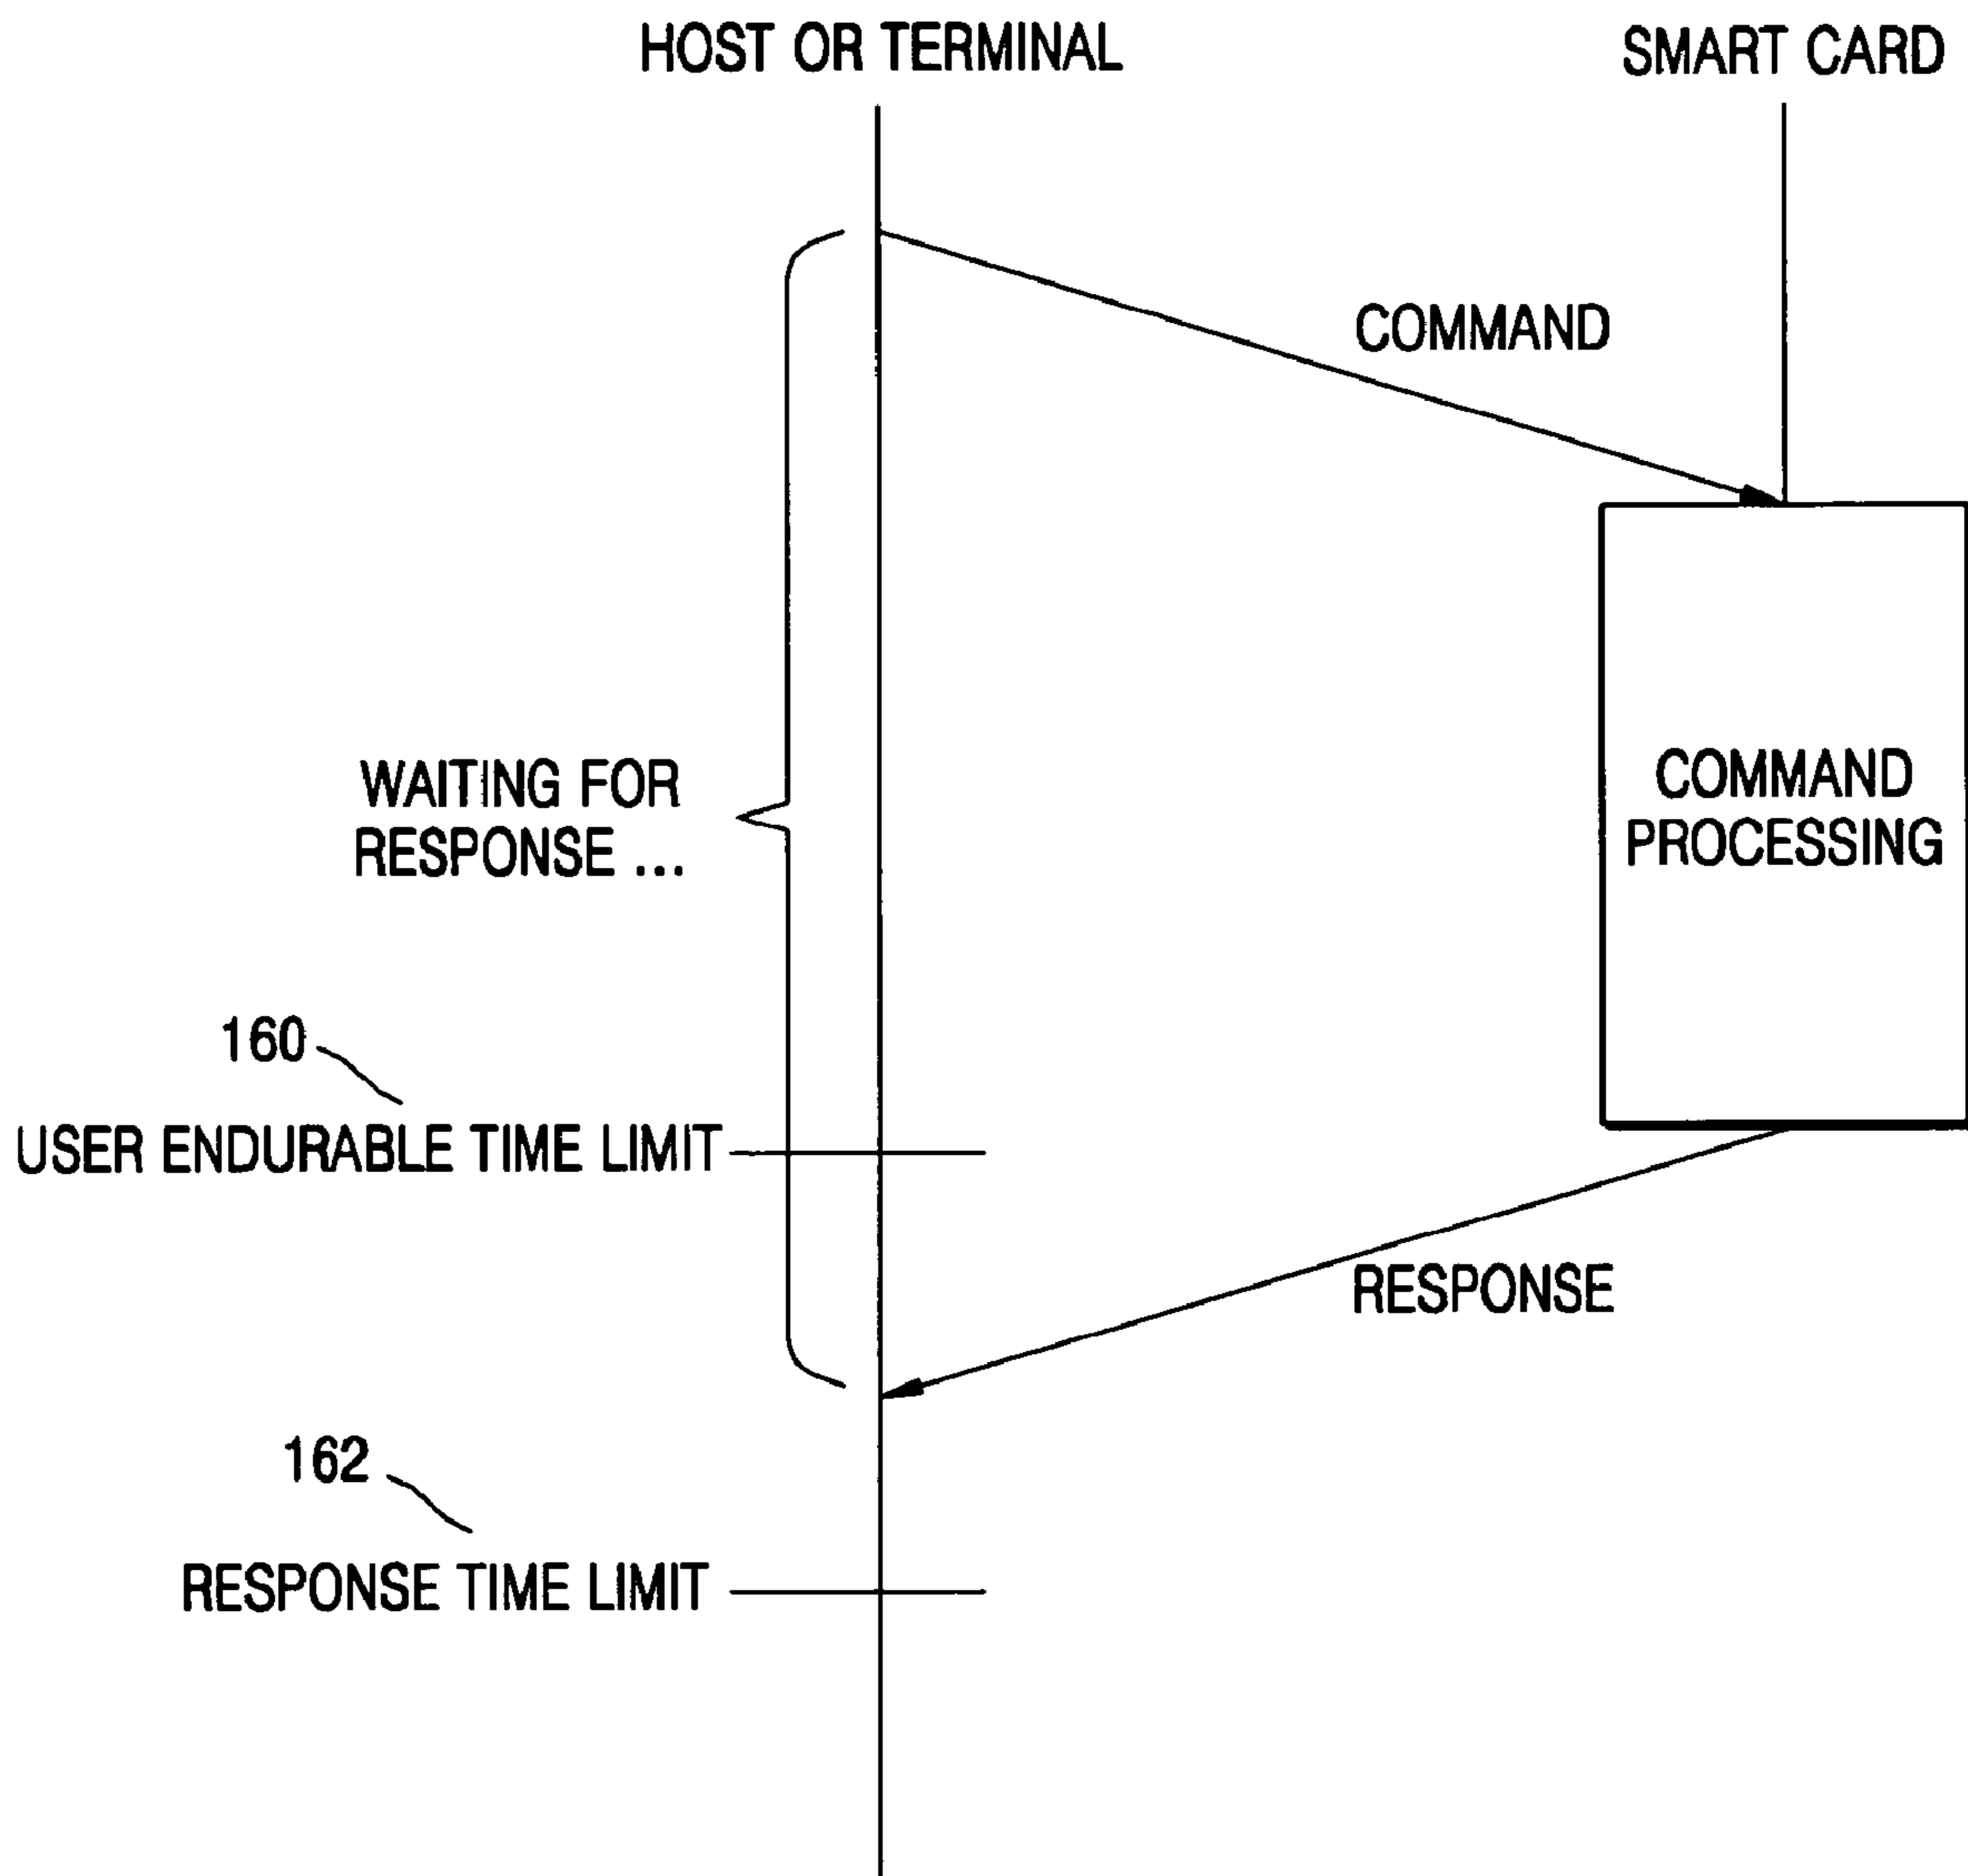 HOST OR TERMINAL
SMART CARD
COMMAND
WAITING FOR
RESPONSE ...
COMMAND
PROCESSING
160
USER ENDURABLE TIME LIMIT
RESPONSE
162
RESPONSE TIME LIMIT